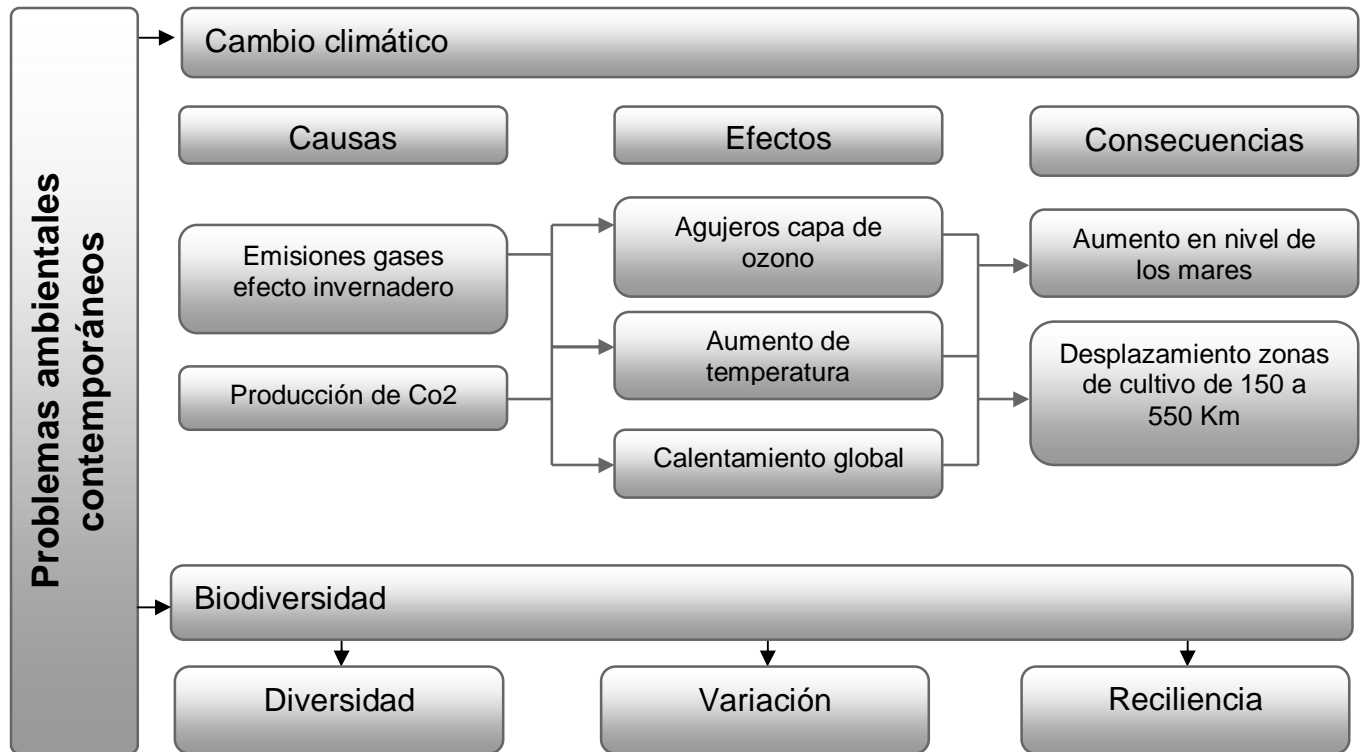 Problemas ambientales
contemporáneos
Cambio climático
Causas
Efectos
Consecuencias
Emisiones gases
efecto invernadero
Producción de Co2
Agujeros capa de
ozono
Aumento de
temperatura
Calentamiento global
Aumento en nivel de
los mares
Desplazamiento zonas
de cultivo de 150 a
550 Km
Biodiversidad
Diversidad
Variación
Reciliencia